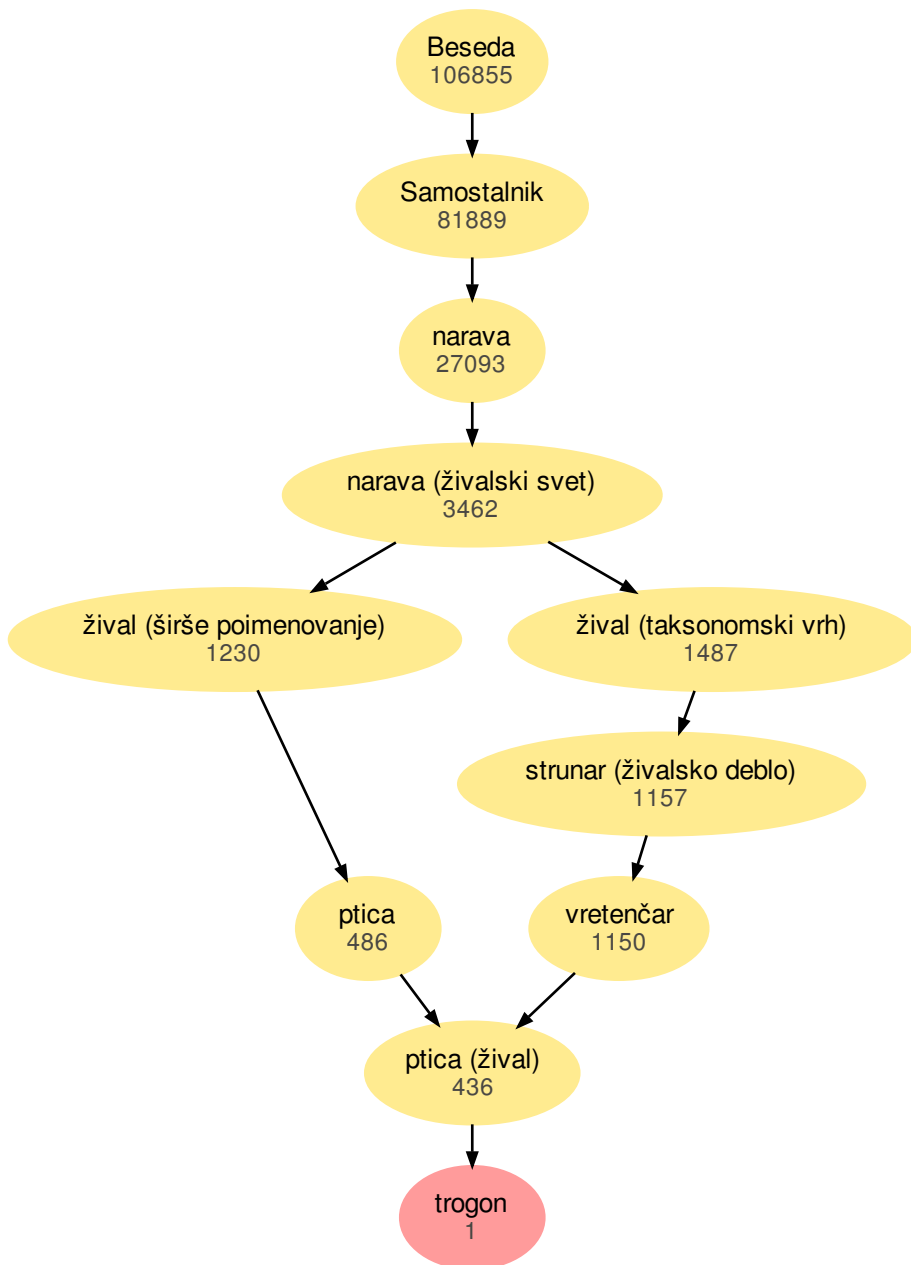 Beseda
106855
Samostalnik
81889
narava
27093
narava (živalski svet)
3462
žival (širše poimenovanje)
1230
žival (taksonomski vrh)
1487
strunar (živalsko deblo)
1157
ptica
486
vretenčar
1150
ptica (žival)
436
trogon
1